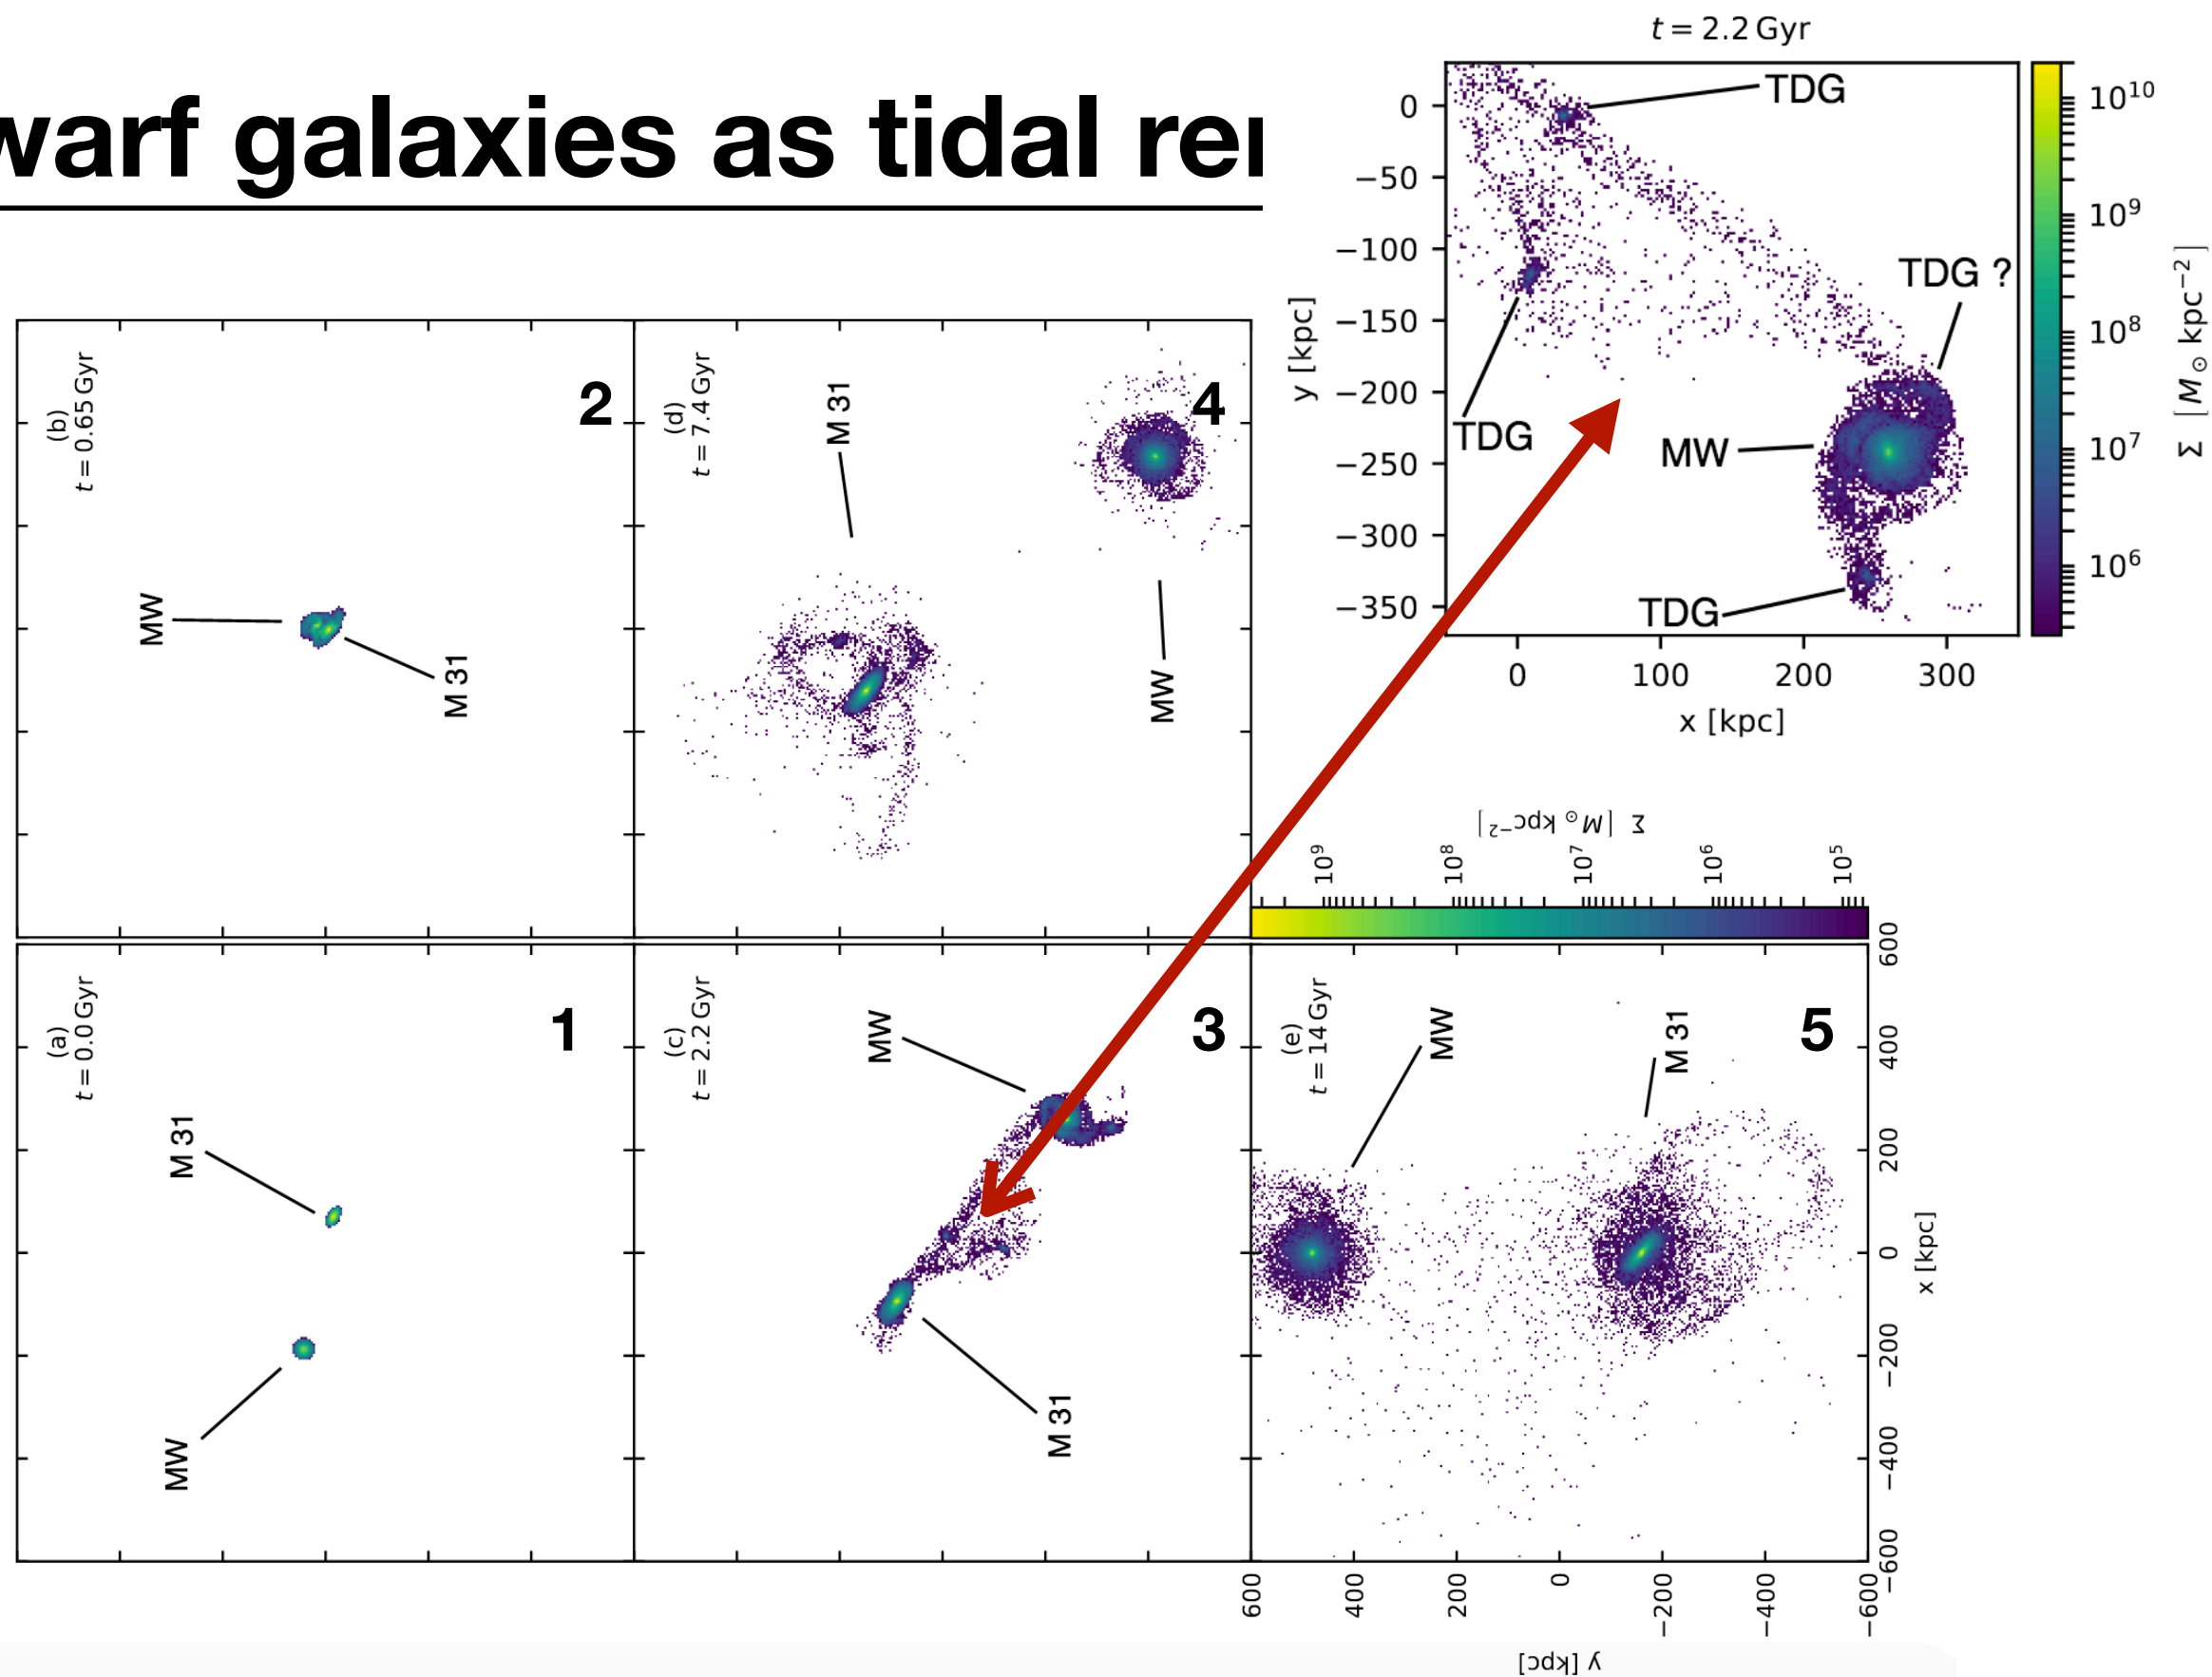 warf galaxies as tidal rei
t = 2.2 Gyr
TDG
TDG ?
TDG
MW
TDG
0
−50
−100
−150
−200
−250
−300
−350
y [kpc]
0 100 200 300
x [kpc]
10¹⁰
10⁹
10⁸
10⁷
10⁶
Σ [M⊙ kpc⁻²]
(b)
t = 0.65 Gyr
2
MW
M 31
(d)
t = 7.4 Gyr
4
M 31
MW
Σ [M⊙ kpc⁻²]
10⁹ 10⁸ 10⁷ 10⁶ 10⁵
(a)
t = 0.0 Gyr
1
M 31
MW
(c)
t = 2.2 Gyr
3
MW
M 31
(e)
t = 14 Gyr
5
MW
M 31
600
400
200
0
−200
−400
−600
x [kpc]
600 400 200 0 −200 −400 −600
y [kpc]